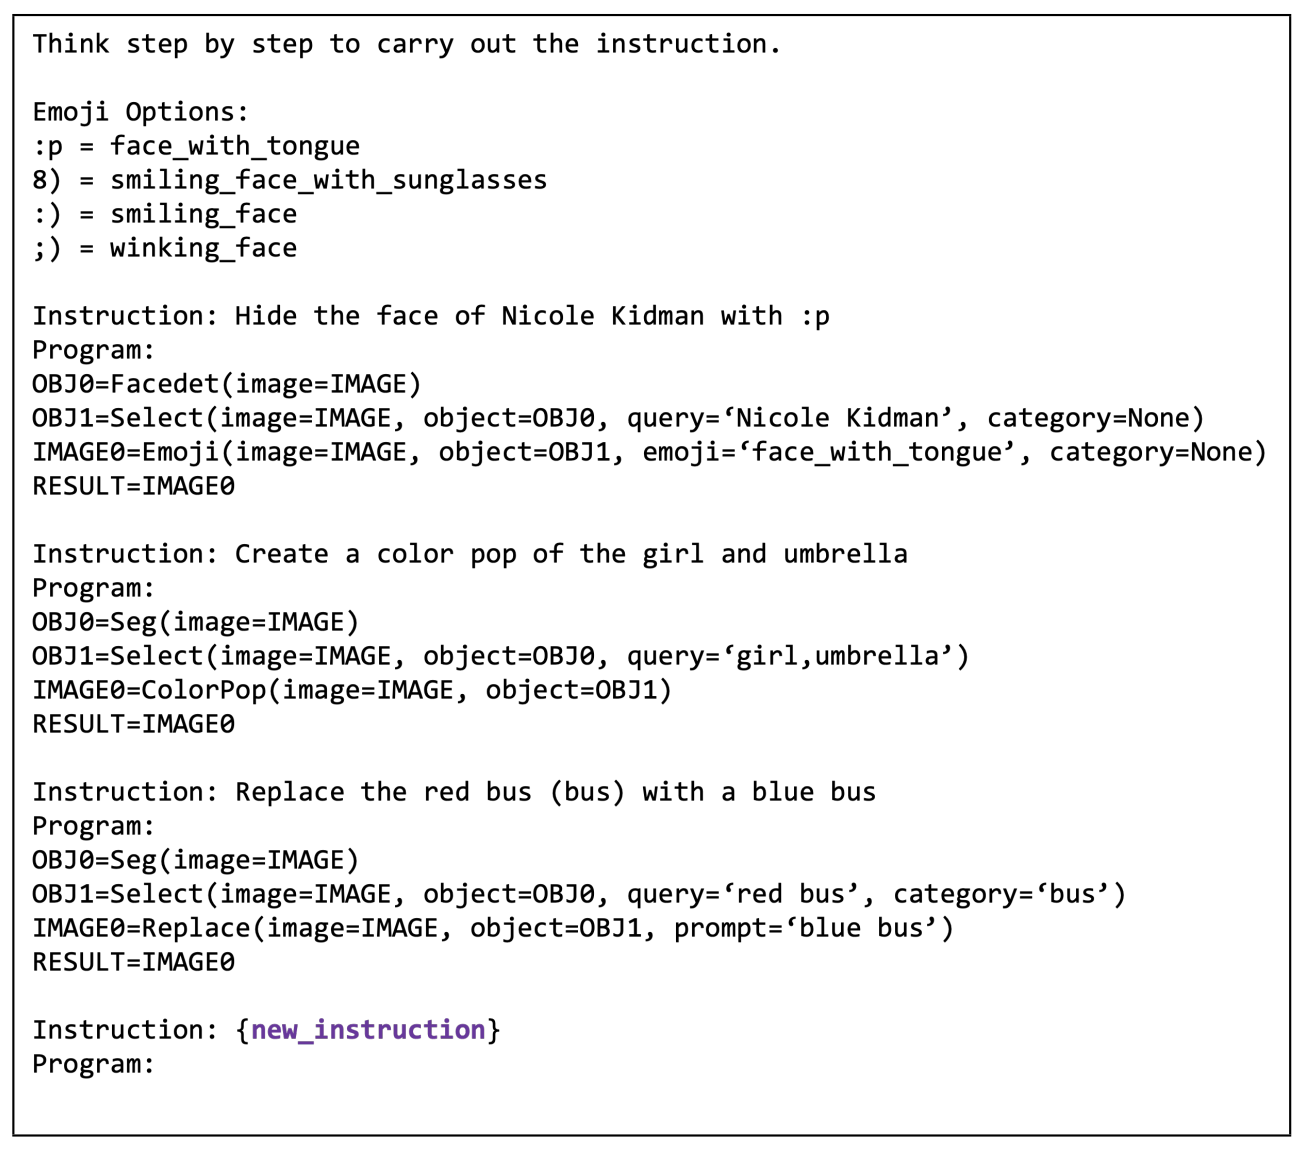 Think step by step to carry out the instruction.
Emoji Options:
:p = face_with_tongue
8) = smiling_face_with_sunglasses
:) = smiling_face
;) = winking_face
Instruction: Hide the face of Nicole Kidman with :p
Program:
OBJ0=Facedet(image=IMAGE)
OBJ1=Select(image=IMAGE, object=OBJ0, query=‘Nicole Kidman’, category=None)
IMAGE0=Emoji(image=IMAGE, object=OBJ1, emoji=‘face_with_tongue’, category=None)
RESULT=IMAGE0
Instruction: Create a color pop of the girl and umbrella
Program:
OBJ0=Seg(image=IMAGE)
OBJ1=Select(image=IMAGE, object=OBJ0, query=‘girl,umbrella’)
IMAGE0=ColorPop(image=IMAGE, object=OBJ1)
RESULT=IMAGE0
Instruction: Replace the red bus (bus) with a blue bus
Program:
OBJ0=Seg(image=IMAGE)
OBJ1=Select(image=IMAGE, object=OBJ0, query=‘red bus’, category=‘bus’)
IMAGE0=Replace(image=IMAGE, object=OBJ1, prompt=‘blue bus’)
RESULT=IMAGE0
Instruction: {new_instruction}
Program: